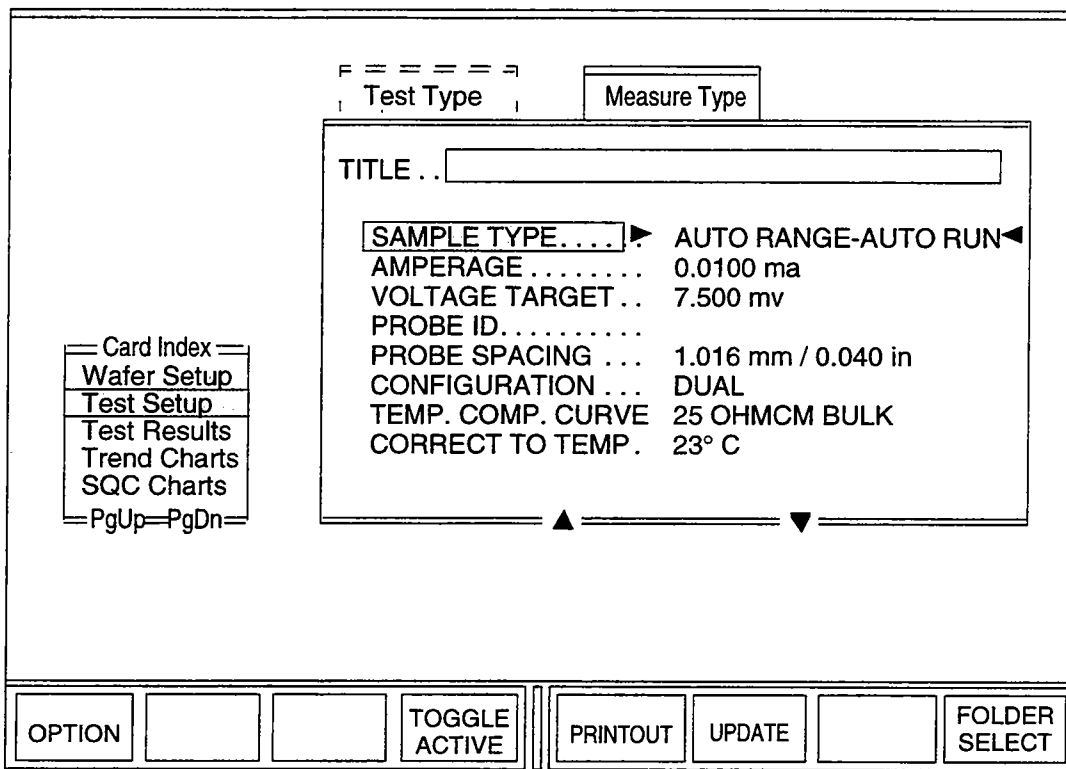 Test Type
Measure Type
TITLE . .
SAMPLE TYPE. . . . . . AUTO RANGE-AUTO RUN
AMPERAGE . . . . . . . . 0.0100 ma
VOLTAGE TARGET . . 7.500 mv
PROBE ID. . . . . . . . . .
PROBE SPACING . . . 1.016 mm / 0.040 in
CONFIGURATION . . . DUAL
TEMP. COMP. CURVE 25 OHMCM BULK
CORRECT TO TEMP. 23° C
Card Index
Wafer Setup
Test Setup
Test Results
Trend Charts
SQC Charts
PgUp PgDn
OPTION
TOGGLE
ACTIVE
PRINTOUT
UPDATE
FOLDER
SELECT